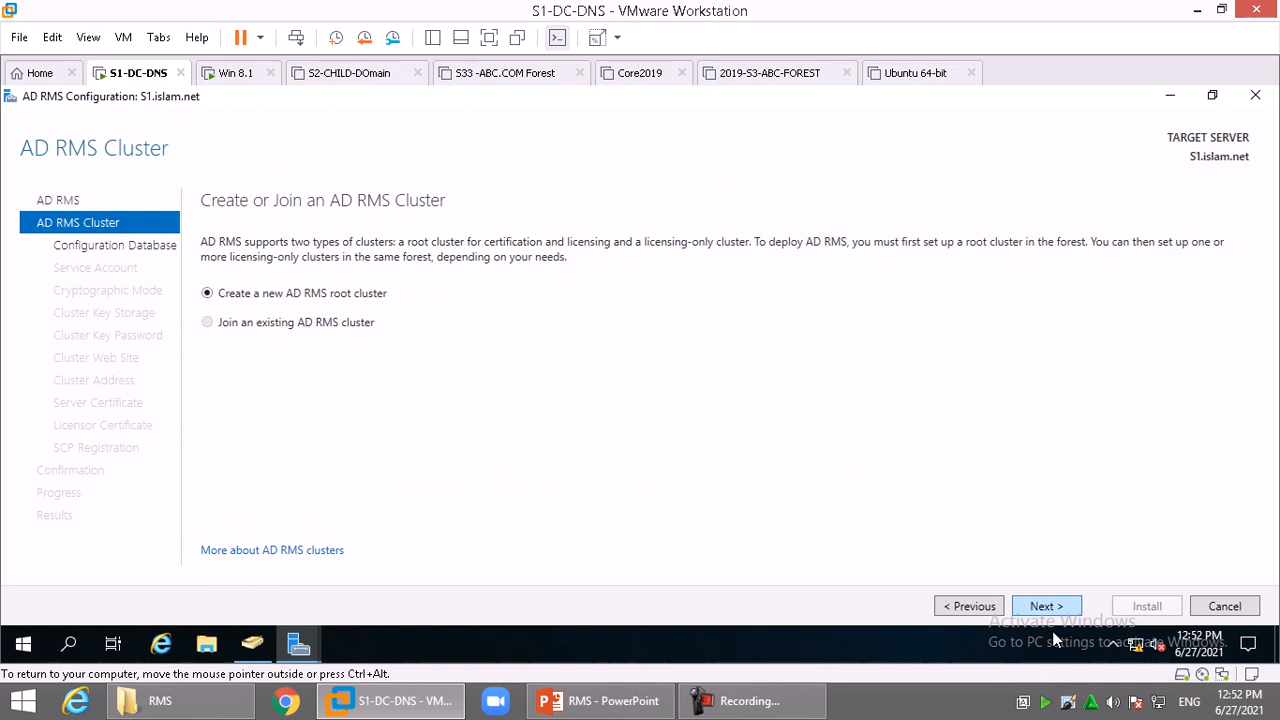 S1-DC-DNS - VMware Workstation
File Edit View VM Tabs Help
Home S1-DC-DNS Win 8.1 S2-CHILD-DOmain S33 -ABC.COM Forest Core2019 2019-S3-ABC-FOREST Ubuntu 64-bit
AD RMS Configuration: S1.islam.net
AD RMS Cluster
TARGET SERVER
S1.islam.net
AD RMS
AD RMS Cluster
Configuration Database
Service Account
Cryptographic Mode
Cluster Key Storage
Cluster Key Password
Cluster Web Site
Cluster Address
Server Certificate
Licensor Certificate
SCP Registration
Confirmation
Progress
Results
Create or Join an AD RMS Cluster
AD RMS supports two types of clusters: a root cluster for certification and licensing and a licensing-only cluster. To deploy AD RMS, you must first set up a root cluster in the forest. You can then set up one or
more licensing-only clusters in the same forest, depending on your needs.
Create a new AD RMS root cluster
Join an existing AD RMS cluster
More about AD RMS clusters
< Previous Next > Install Cancel
Activate Windows
Go to PC settings to activate Windows.
12:52 PM
6/27/2021
To return to your computer, move the mouse pointer outside or press Ctrl+Alt.
RMS S1-DC-DNS - VM... RMS - PowerPoint Recording... ENG
12:52 PM
6/27/2021